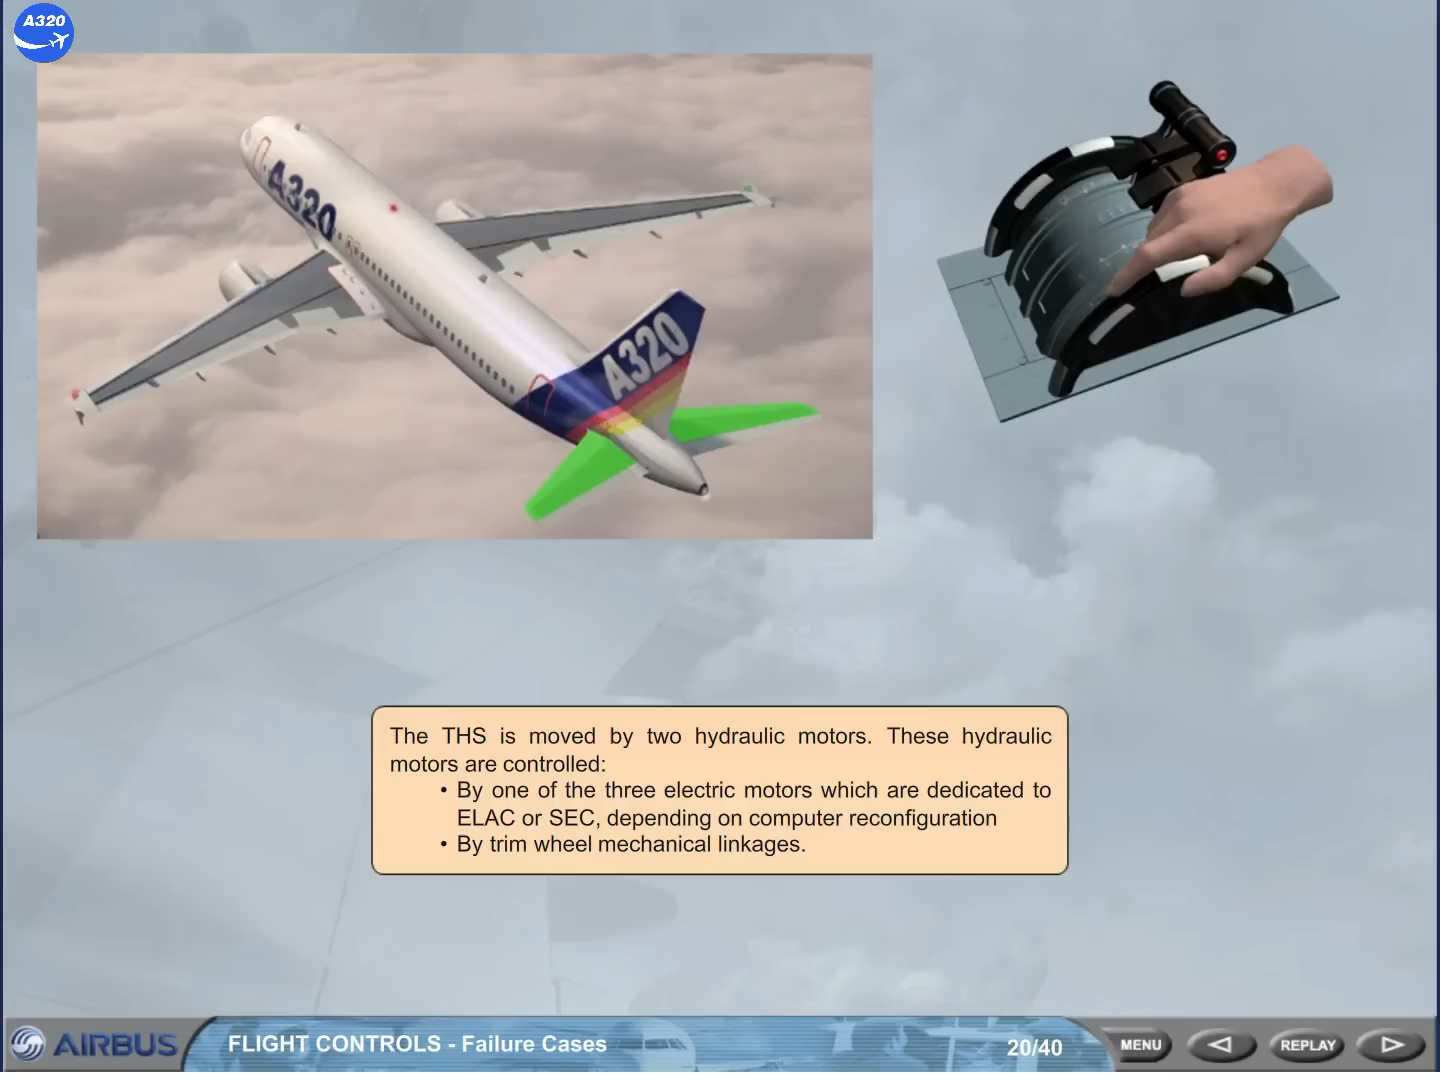 A320
A320
A320
The THS is moved by two hydraulic motors. These hydraulic
motors are controlled:
• By one of the three electric motors which are dedicated to
ELAC or SEC, depending on computer reconfiguration
• By trim wheel mechanical linkages.
AIRBUS
FLIGHT CONTROLS - Failure Cases
20/40
MENU
REPLAY